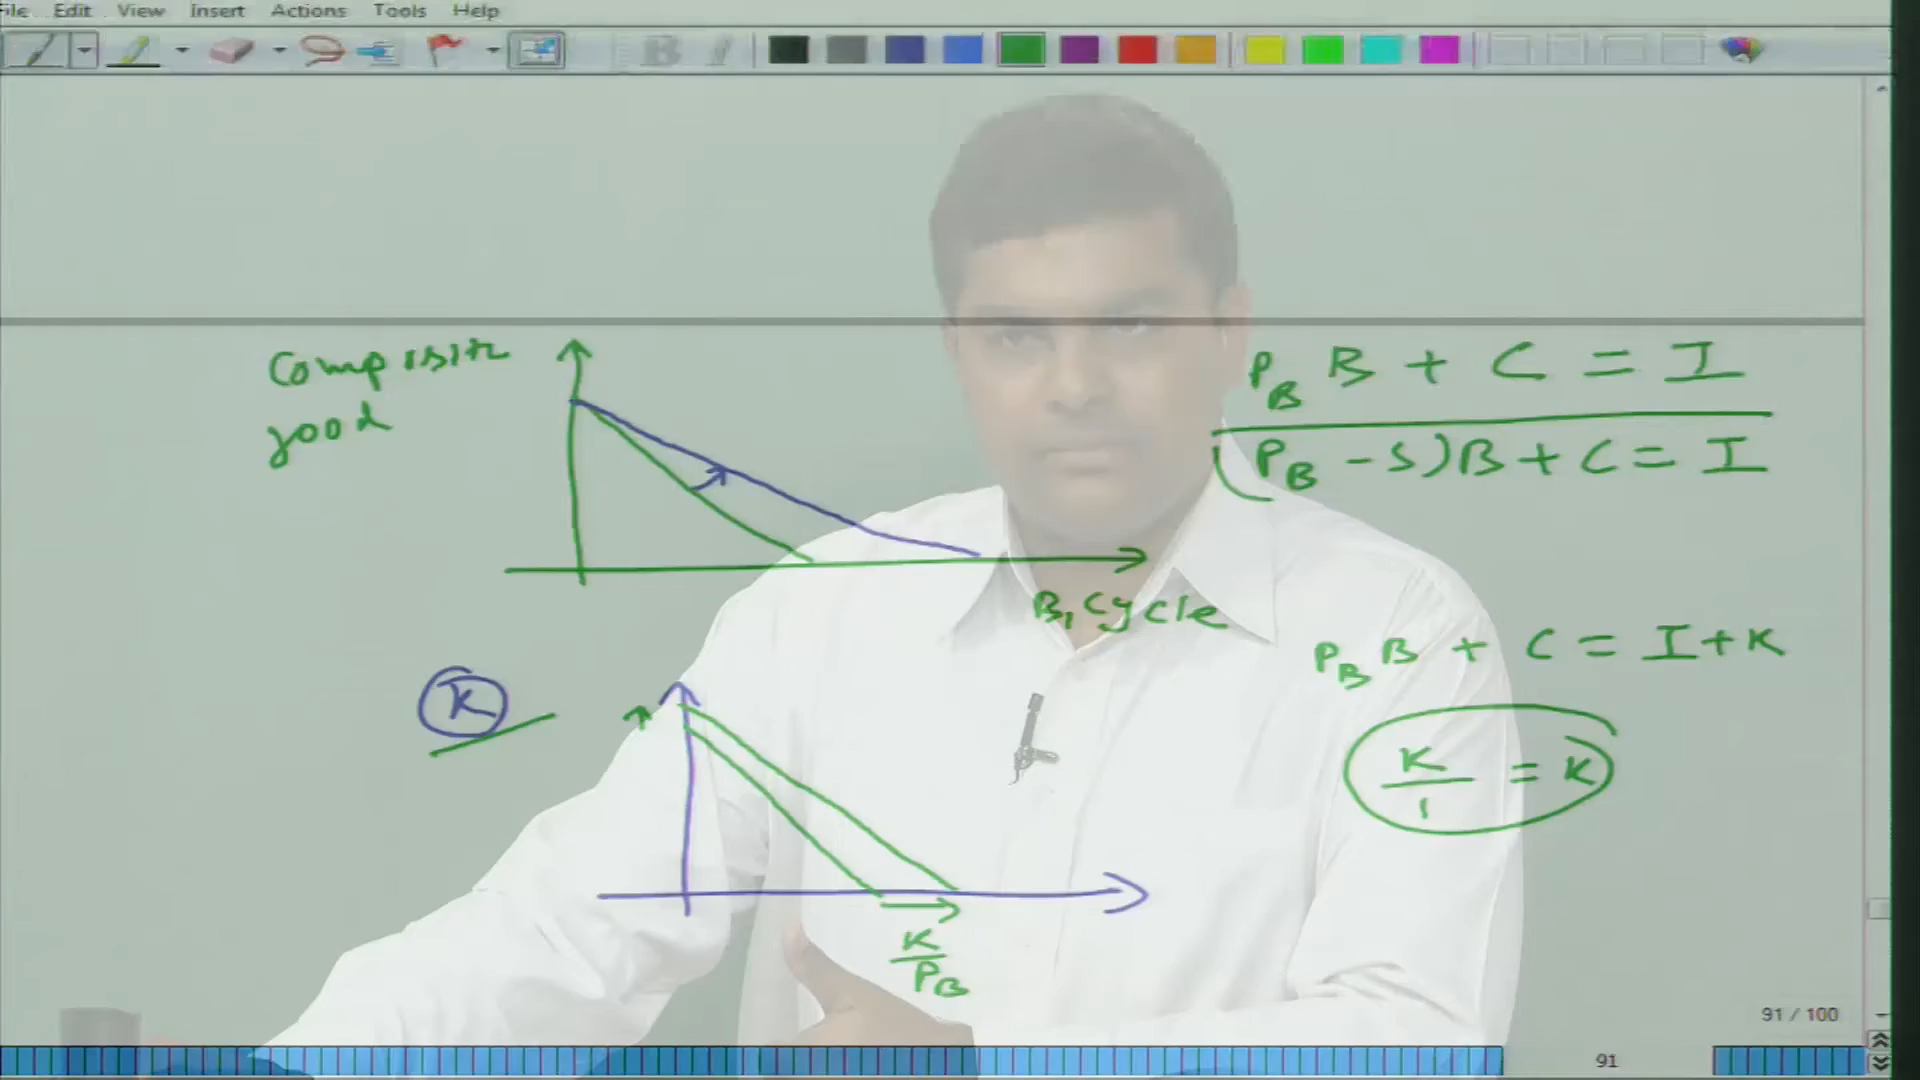 File Edit View Insert Actions Tools Help
B I
Composite
good
P_B B + C = I
(P_B - S)B + C = I
Bicycle
P_B B + C = I + K
K
K/1 = K
K/P_B
91 / 100
91